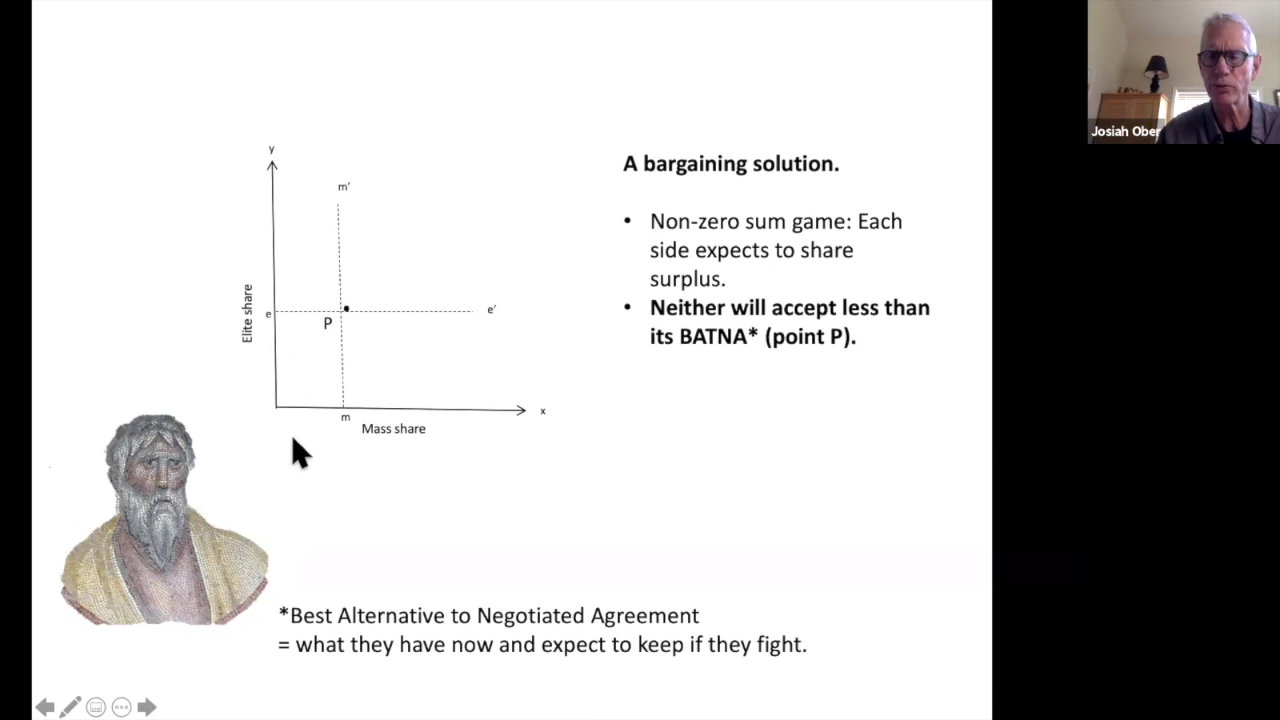 A bargaining solution.
• Non-zero sum game: Each
side expects to share
surplus.
• Neither will accept less than
its BATNA* (point P).
y
m'
Elite share
e
P
e'
m
x
Mass share
*Best Alternative to Negotiated Agreement
= what they have now and expect to keep if they fight.
Josiah Ober